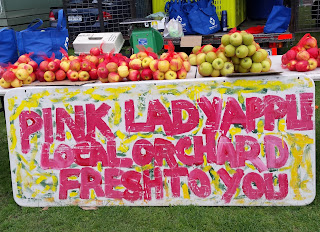 PINK LADY APPLE
LOCAL ORCHARD
FRESH TO YOU